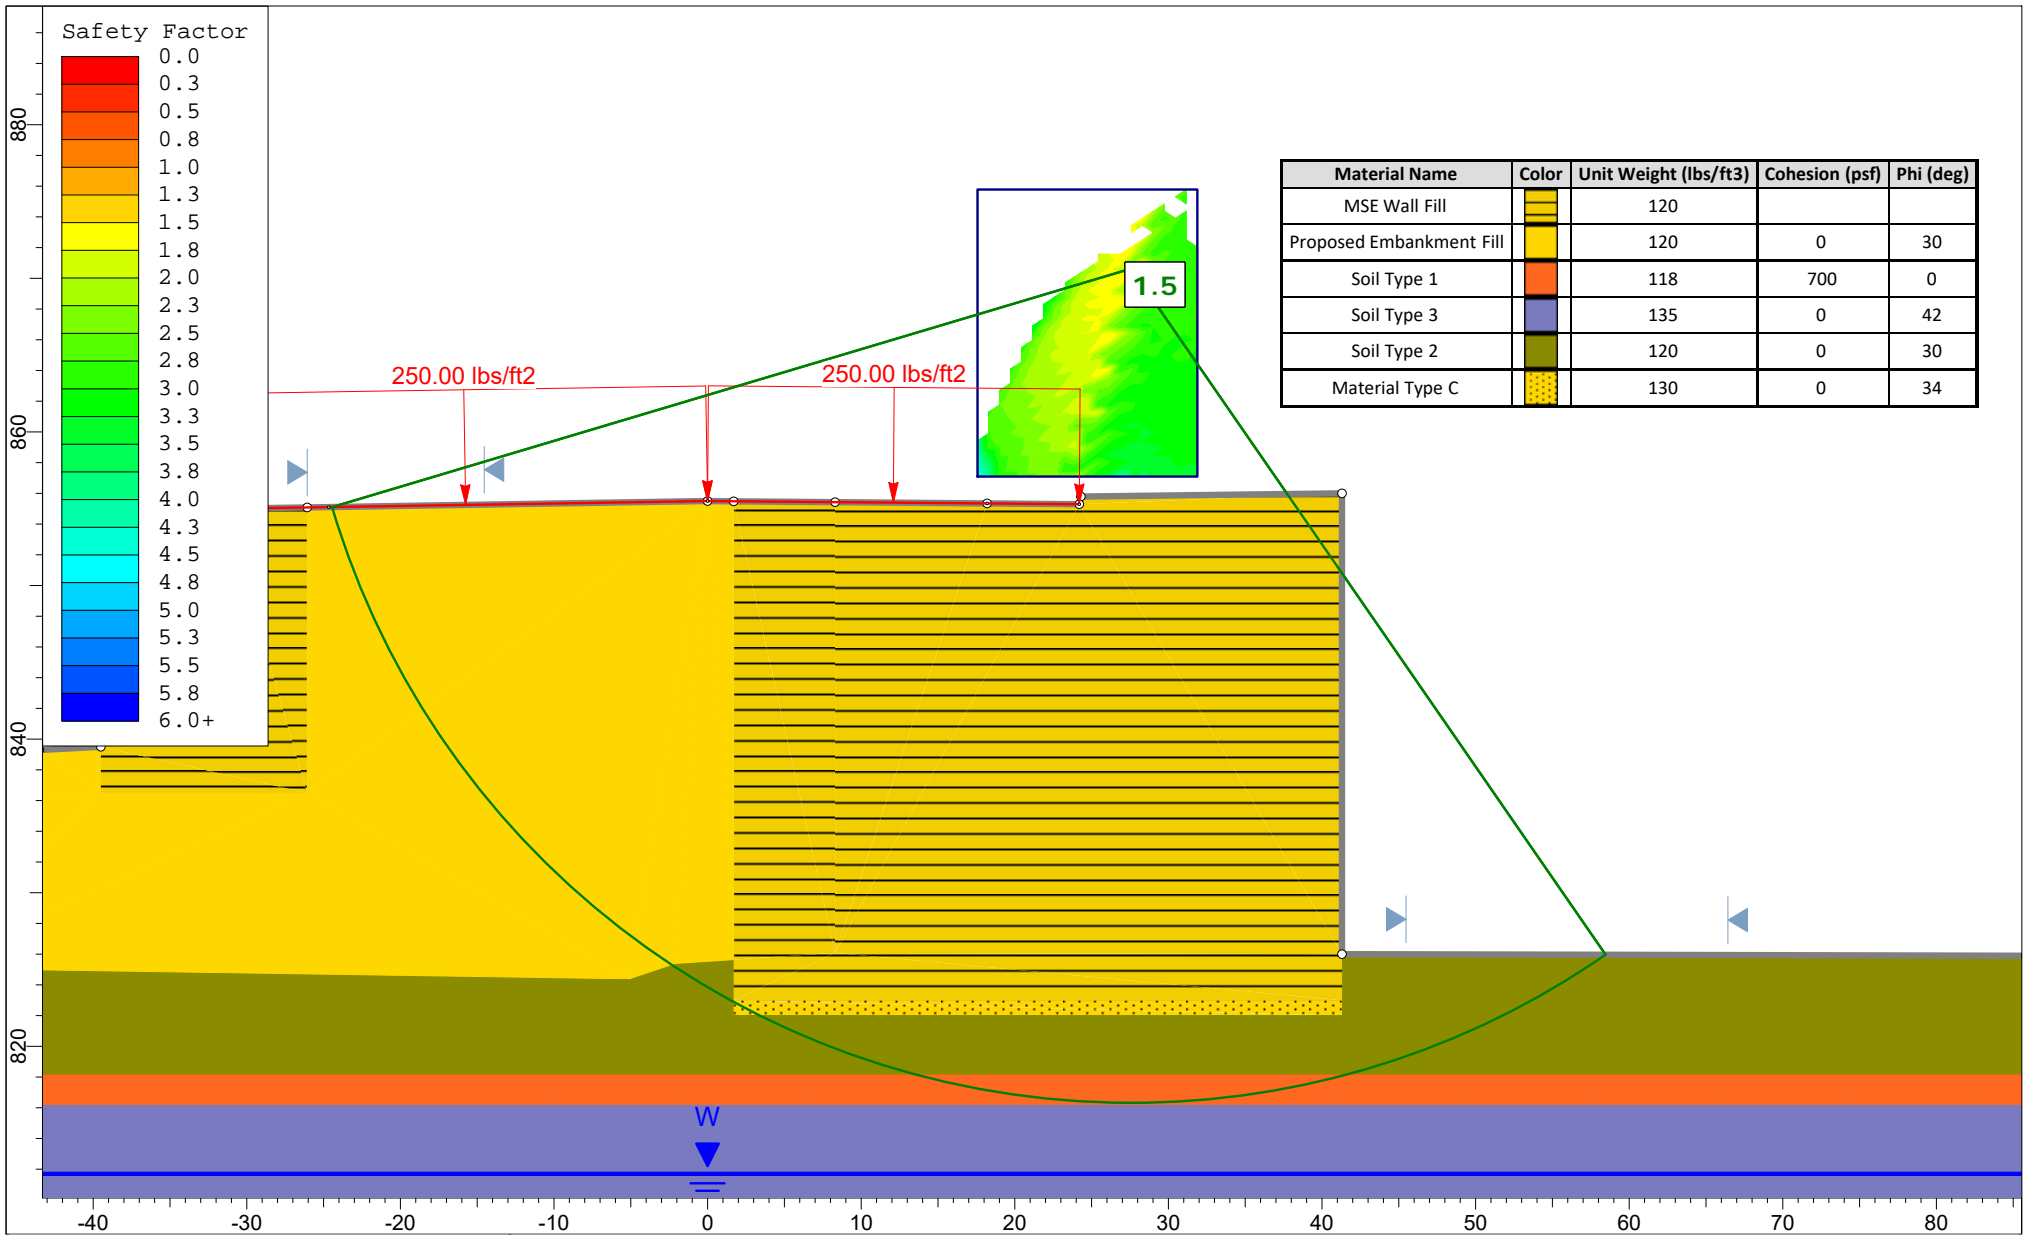 Safety Factor
0.0
0.3
0.5
0.8
1.0
1.3
1.5
1.8
2.0
2.3
2.5
2.8
3.0
3.3
3.5
3.8
4.0
4.3
4.5
4.8
5.0
5.3
5.5
5.8
6.0+
880
860
840
820
250.00 lbs/ft2
250.00 lbs/ft2
1.5
Material Name Color Unit Weight (lbs/ft3) Cohesion (psf) Phi (deg)
MSE Wall Fill 120
Proposed Embankment Fill 120 0 30
Soil Type 1 118 700 0
Soil Type 3 135 0 42
Soil Type 2 120 0 30
Material Type C 130 0 34
W
-40 -30 -20 -10 0 10 20 30 40 50 60 70 80